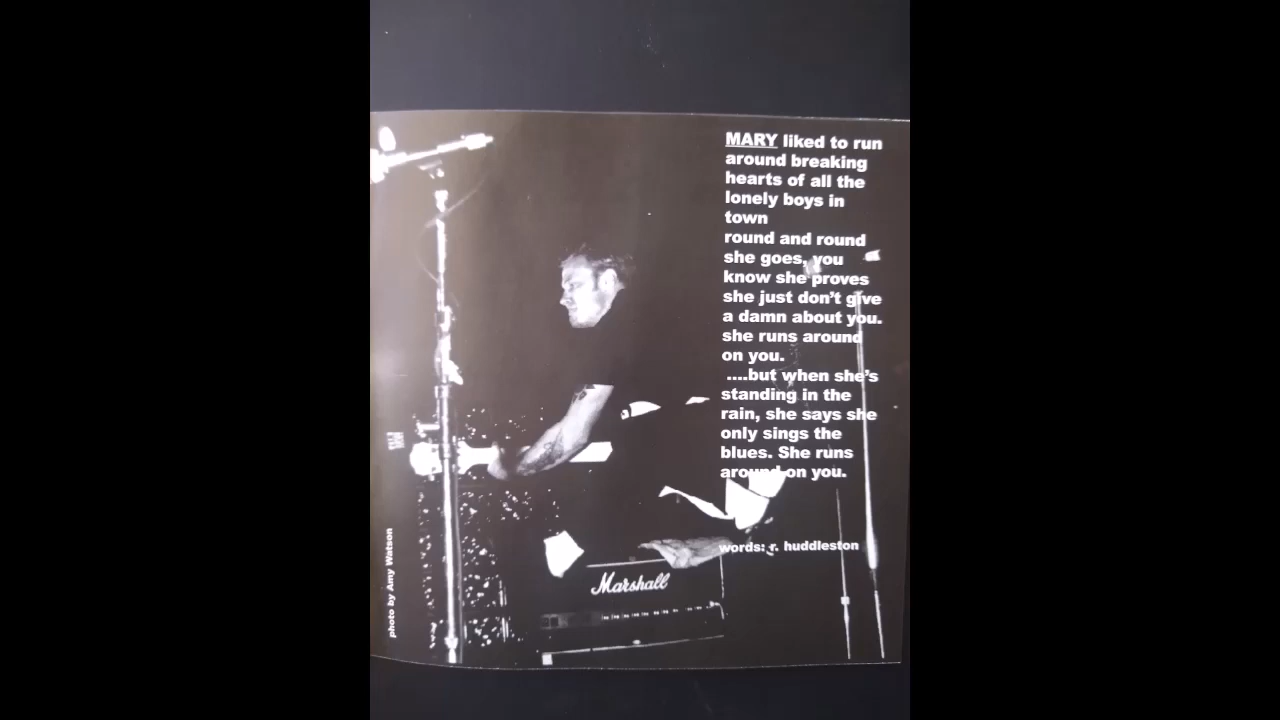 MARY liked to run
around breaking
hearts of all the
lonely boys in
town
round and round
she goes, you
know she proves
she just don't give
a damn about you.
she runs around
on you.
....but when she's
standing in the
rain, she says she
only sings the
blues. She runs
around on you.
words: r. huddleston
Marshall
photo by Amy Watson